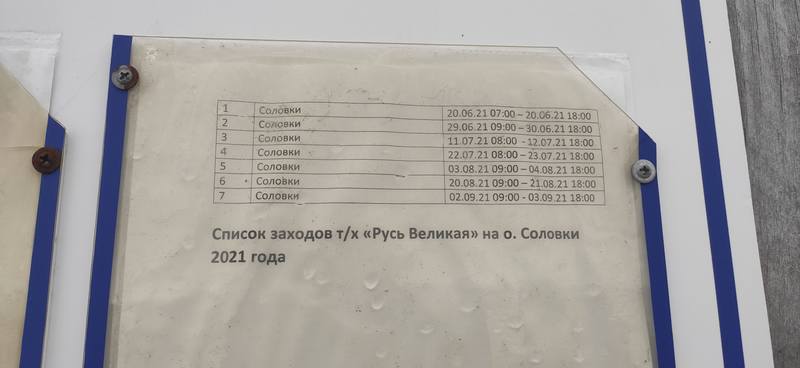 1 Соловки 20.06.21 07:00 – 20.06.21 18:00
2 Соловки 29.06.21 09:00 – 30.06.21 18:00
3 Соловки 11.07.21 08:00 - 12.07.21 18:00
4 Соловки 22.07.21 08:00 – 23.07.21 18:00
5 Соловки 03.08.21 09:00 – 04.08.21 18:00
6 Соловки 20.08.21 09:00 – 21.08.21 18:00
7 Соловки 02.09.21 09:00 - 03.09.21 18:00
Список заходов т/х «Русь Великая» на о. Соловки
2021 года